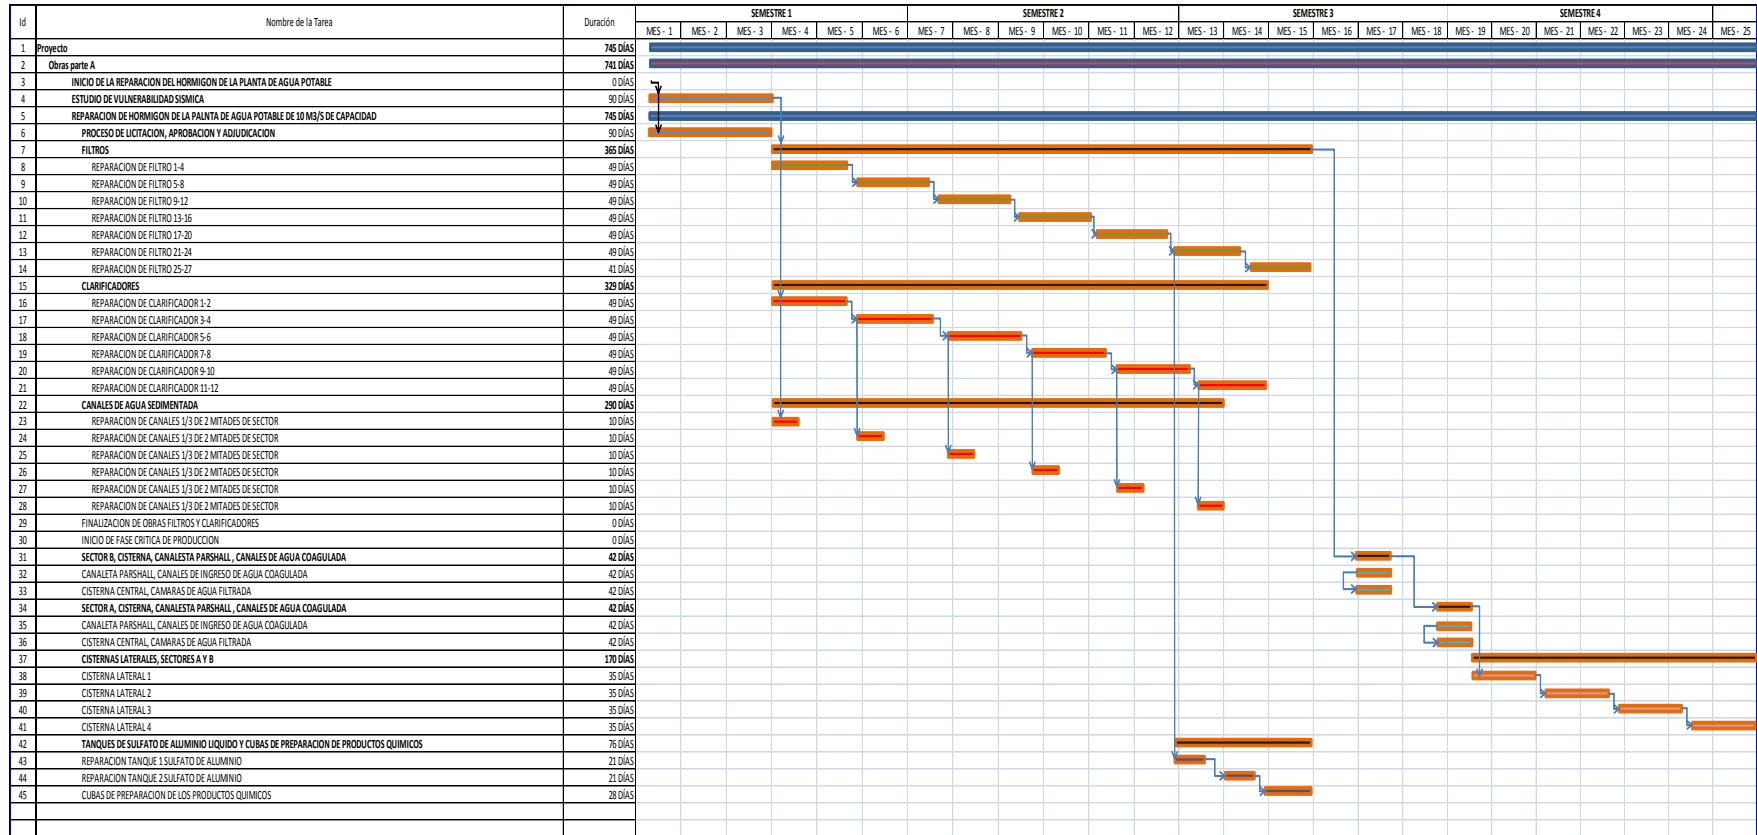 Id Nombre de la Tarea Duración SEMESTRE 1 SEMESTRE 2 SEMESTRE 3 SEMESTRE 4
MES - 1 MES - 2 MES - 3 MES - 4 MES - 5 MES - 6 MES - 7 MES - 8 MES - 9 MES - 10 MES - 11 MES - 12 MES - 13 MES - 14 MES - 15 MES - 16 MES - 17 MES - 18 MES - 19 MES - 20 MES - 21 MES - 22 MES - 23 MES - 24 MES - 25
1 Proyecto 745 DÍAS
2 Obras parte A 741 DÍAS
3 INICIO DE LA REPARACION DEL HORMIGON DE LA PLANTA DE AGUA POTABLE 0 DÍAS
4 ESTUDIO DE VULNERABILIDAD SISMICA 90 DÍAS
5 REPARACION DE HORMIGON DE LA PALNTA DE AGUA POTABLE DE 10 M3/S DE CAPACIDAD 745 DÍAS
6 PROCESO DE LICITACION, APROBACION Y ADJUDICACION 90 DÍAS
7 FILTROS 365 DÍAS
8 REPARACION DE FILTRO 1-4 49 DÍAS
9 REPARACION DE FILTRO 5-8 49 DÍAS
10 REPARACION DE FILTRO 9-12 49 DÍAS
11 REPARACION DE FILTRO 13-16 49 DÍAS
12 REPARACION DE FILTRO 17-20 49 DÍAS
13 REPARACION DE FILTRO 21-24 49 DÍAS
14 REPARACION DE FILTRO 25-27 41 DÍAS
15 CLARIFICADORES 329 DÍAS
16 REPARACION DE CLARIFICADOR 1-2 49 DÍAS
17 REPARACION DE CLARIFICADOR 3-4 49 DÍAS
18 REPARACION DE CLARIFICADOR 5-6 49 DÍAS
19 REPARACION DE CLARIFICADOR 7-8 49 DÍAS
20 REPARACION DE CLARIFICADOR 9-10 49 DÍAS
21 REPARACION DE CLARIFICADOR 11-12 49 DÍAS
22 CANALES DE AGUA SEDIMENTADA 290 DÍAS
23 REPARACION DE CANALES 1/3 DE 2 MITADES DE SECTOR 10 DÍAS
24 REPARACION DE CANALES 1/3 DE 2 MITADES DE SECTOR 10 DÍAS
25 REPARACION DE CANALES 1/3 DE 2 MITADES DE SECTOR 10 DÍAS
26 REPARACION DE CANALES 1/3 DE 2 MITADES DE SECTOR 10 DÍAS
27 REPARACION DE CANALES 1/3 DE 2 MITADES DE SECTOR 10 DÍAS
28 REPARACION DE CANALES 1/3 DE 2 MITADES DE SECTOR 10 DÍAS
29 FINALIZACION DE OBRAS FILTROS Y CLARIFICADORES 0 DÍAS
30 INICIO DE FASE CRITICA DE PRODUCCION 0 DÍAS
31 SECTOR B, CISTERNA, CANALESTA PARSHALL , CANALES DE AGUA COAGULADA 42 DÍAS
32 CANALETA PARSHALL, CANALES DE INGRESO DE AGUA COAGULADA 42 DÍAS
33 CISTERNA CENTRAL, CAMARAS DE AGUA FILTRADA 42 DÍAS
34 SECTOR A, CISTERNA, CANALESTA PARSHALL , CANALES DE AGUA COAGULADA 42 DÍAS
35 CANALETA PARSHALL, CANALES DE INGRESO DE AGUA COAGULADA 42 DÍAS
36 CISTERNA CENTRAL, CAMARAS DE AGUA FILTRADA 42 DÍAS
37 CISTERNAS LATERALES, SECTORES A Y B 170 DÍAS
38 CISTERNA LATERAL 1 35 DÍAS
39 CISTERNA LATERAL 2 35 DÍAS
40 CISTERNA LATERAL 3 35 DÍAS
41 CISTERNA LATERAL 4 35 DÍAS
42 TANQUES DE SULFATO DE ALUMINIO LIQUIDO Y CUBAS DE PREPARACION DE PRODUCTOS QUIMICOS 76 DÍAS
43 REPARACION TANQUE 1 SULFATO DE ALUMINIO 21 DÍAS
44 REPARACION TANQUE 2 SULFATO DE ALUMINIO 21 DÍAS
45 CUBAS DE PREPARACION DE LOS PRODUCTOS QUIMICOS 28 DÍAS